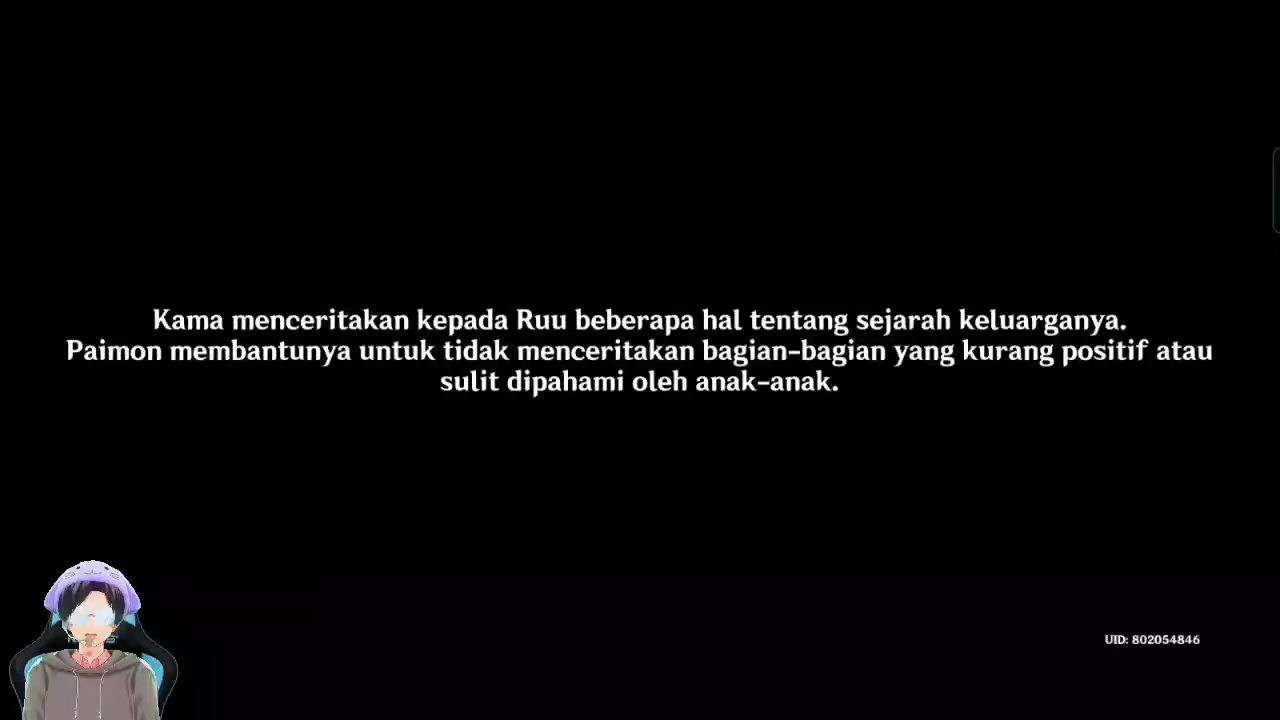 Kama menceritakan kepada Ruu beberapa hal tentang sejarah keluarganya.
Paimon membantunya untuk tidak menceritakan bagian-bagian yang kurang positif atau
sulit dipahami oleh anak-anak.
UID: 802054846